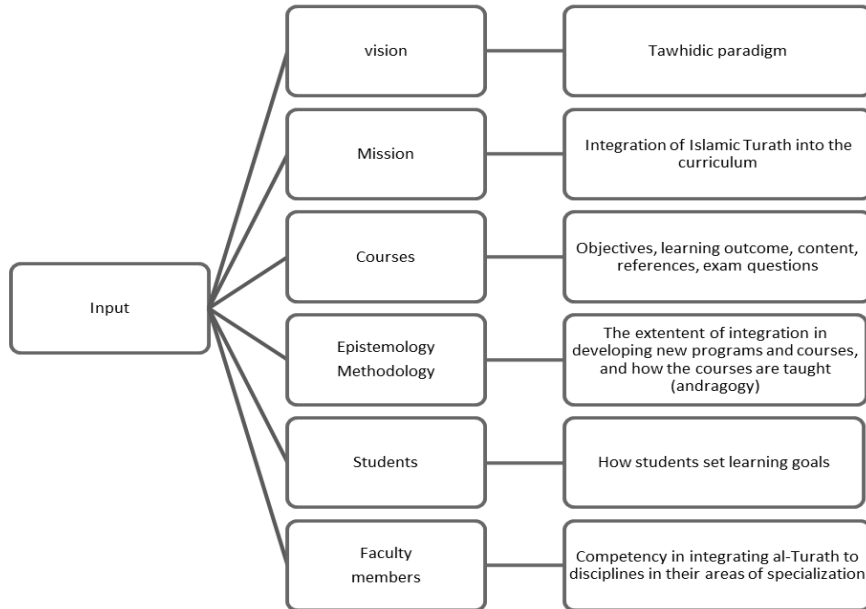 Input
vision
Tawhidic paradigm
Mission
Integration of Islamic Turath into the
curriculum
Courses
Objectives, learning outcome, content,
references, exam questions
Epistemology
Methodology
The extentent of integration in
developing new programs and courses,
and how the courses are taught
(andragogy)
Students
How students set learning goals
Faculty
members
Competency in integrating al-Turath to
disciplines in their areas of specialization